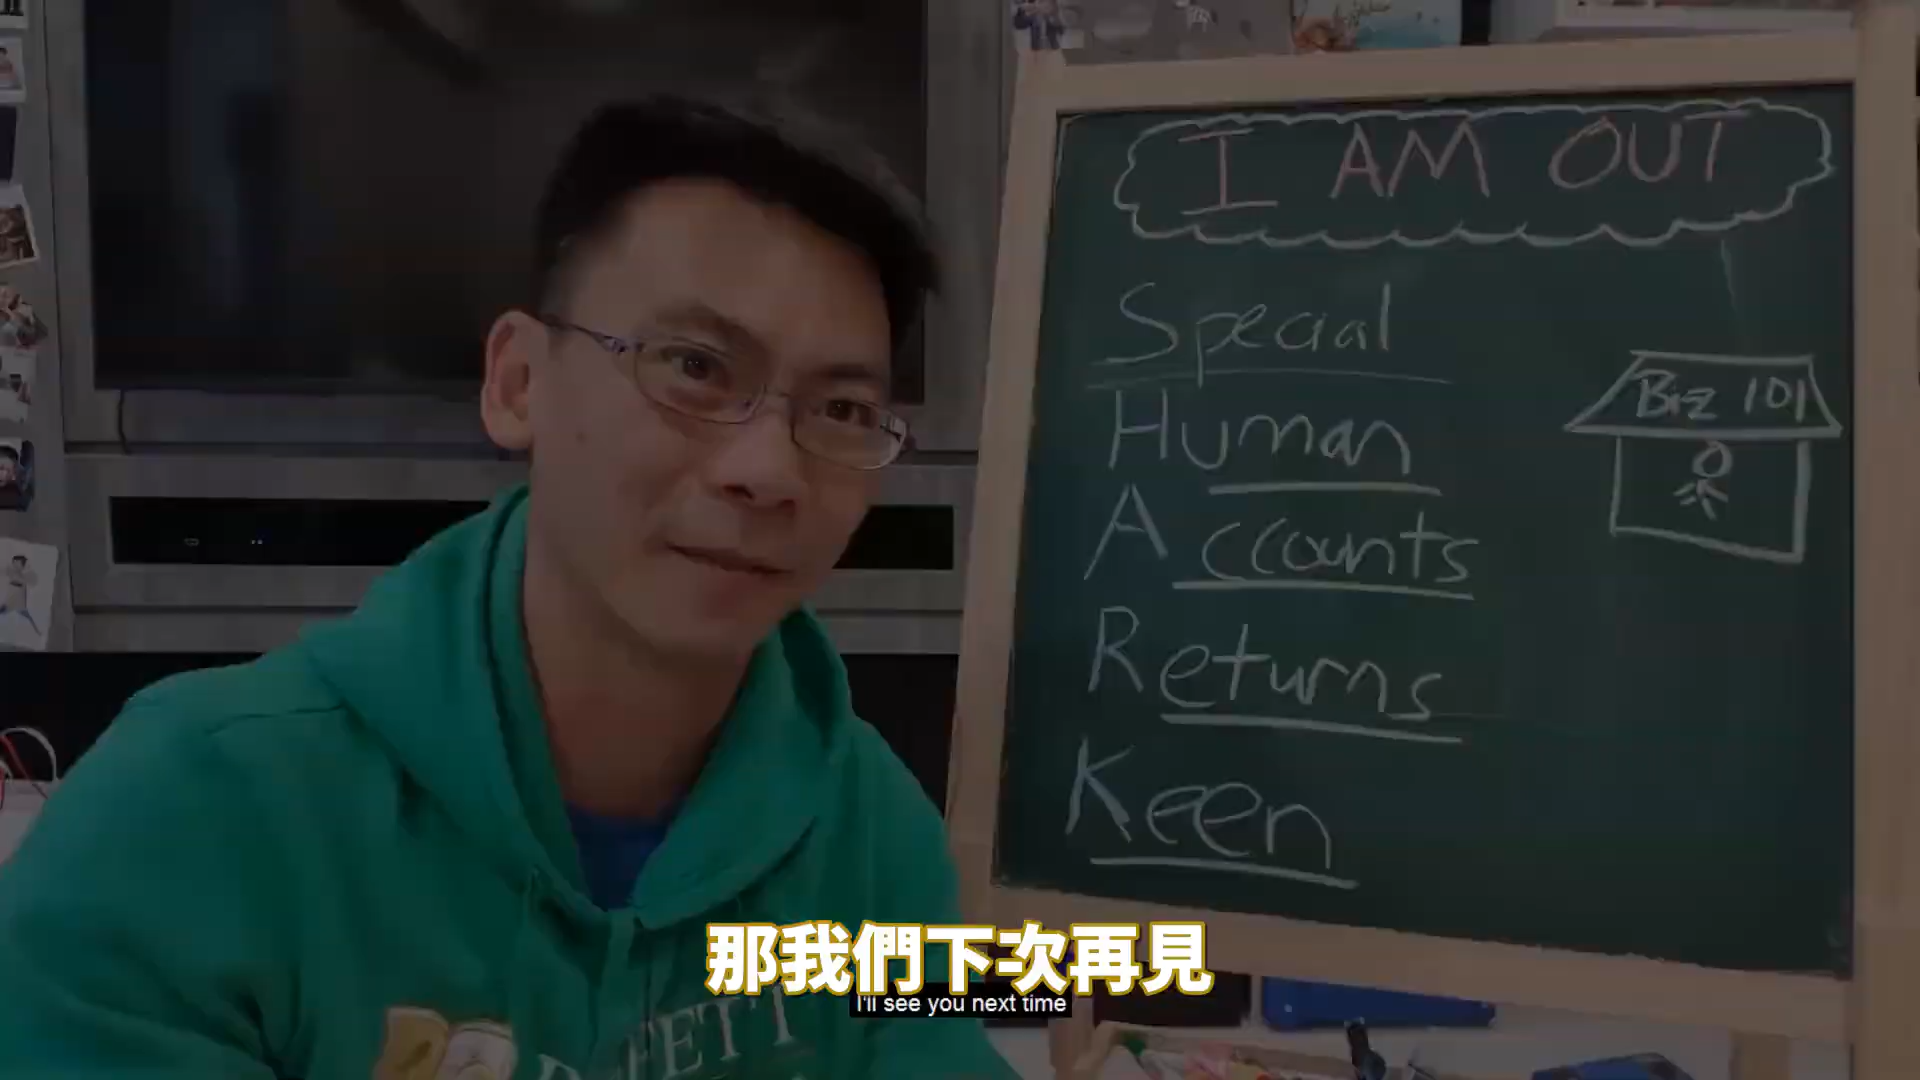 I AM OUT
Special
Human
Accounts
Returns
Keen
Biz 101
那我們下次再見
I'll see you next time